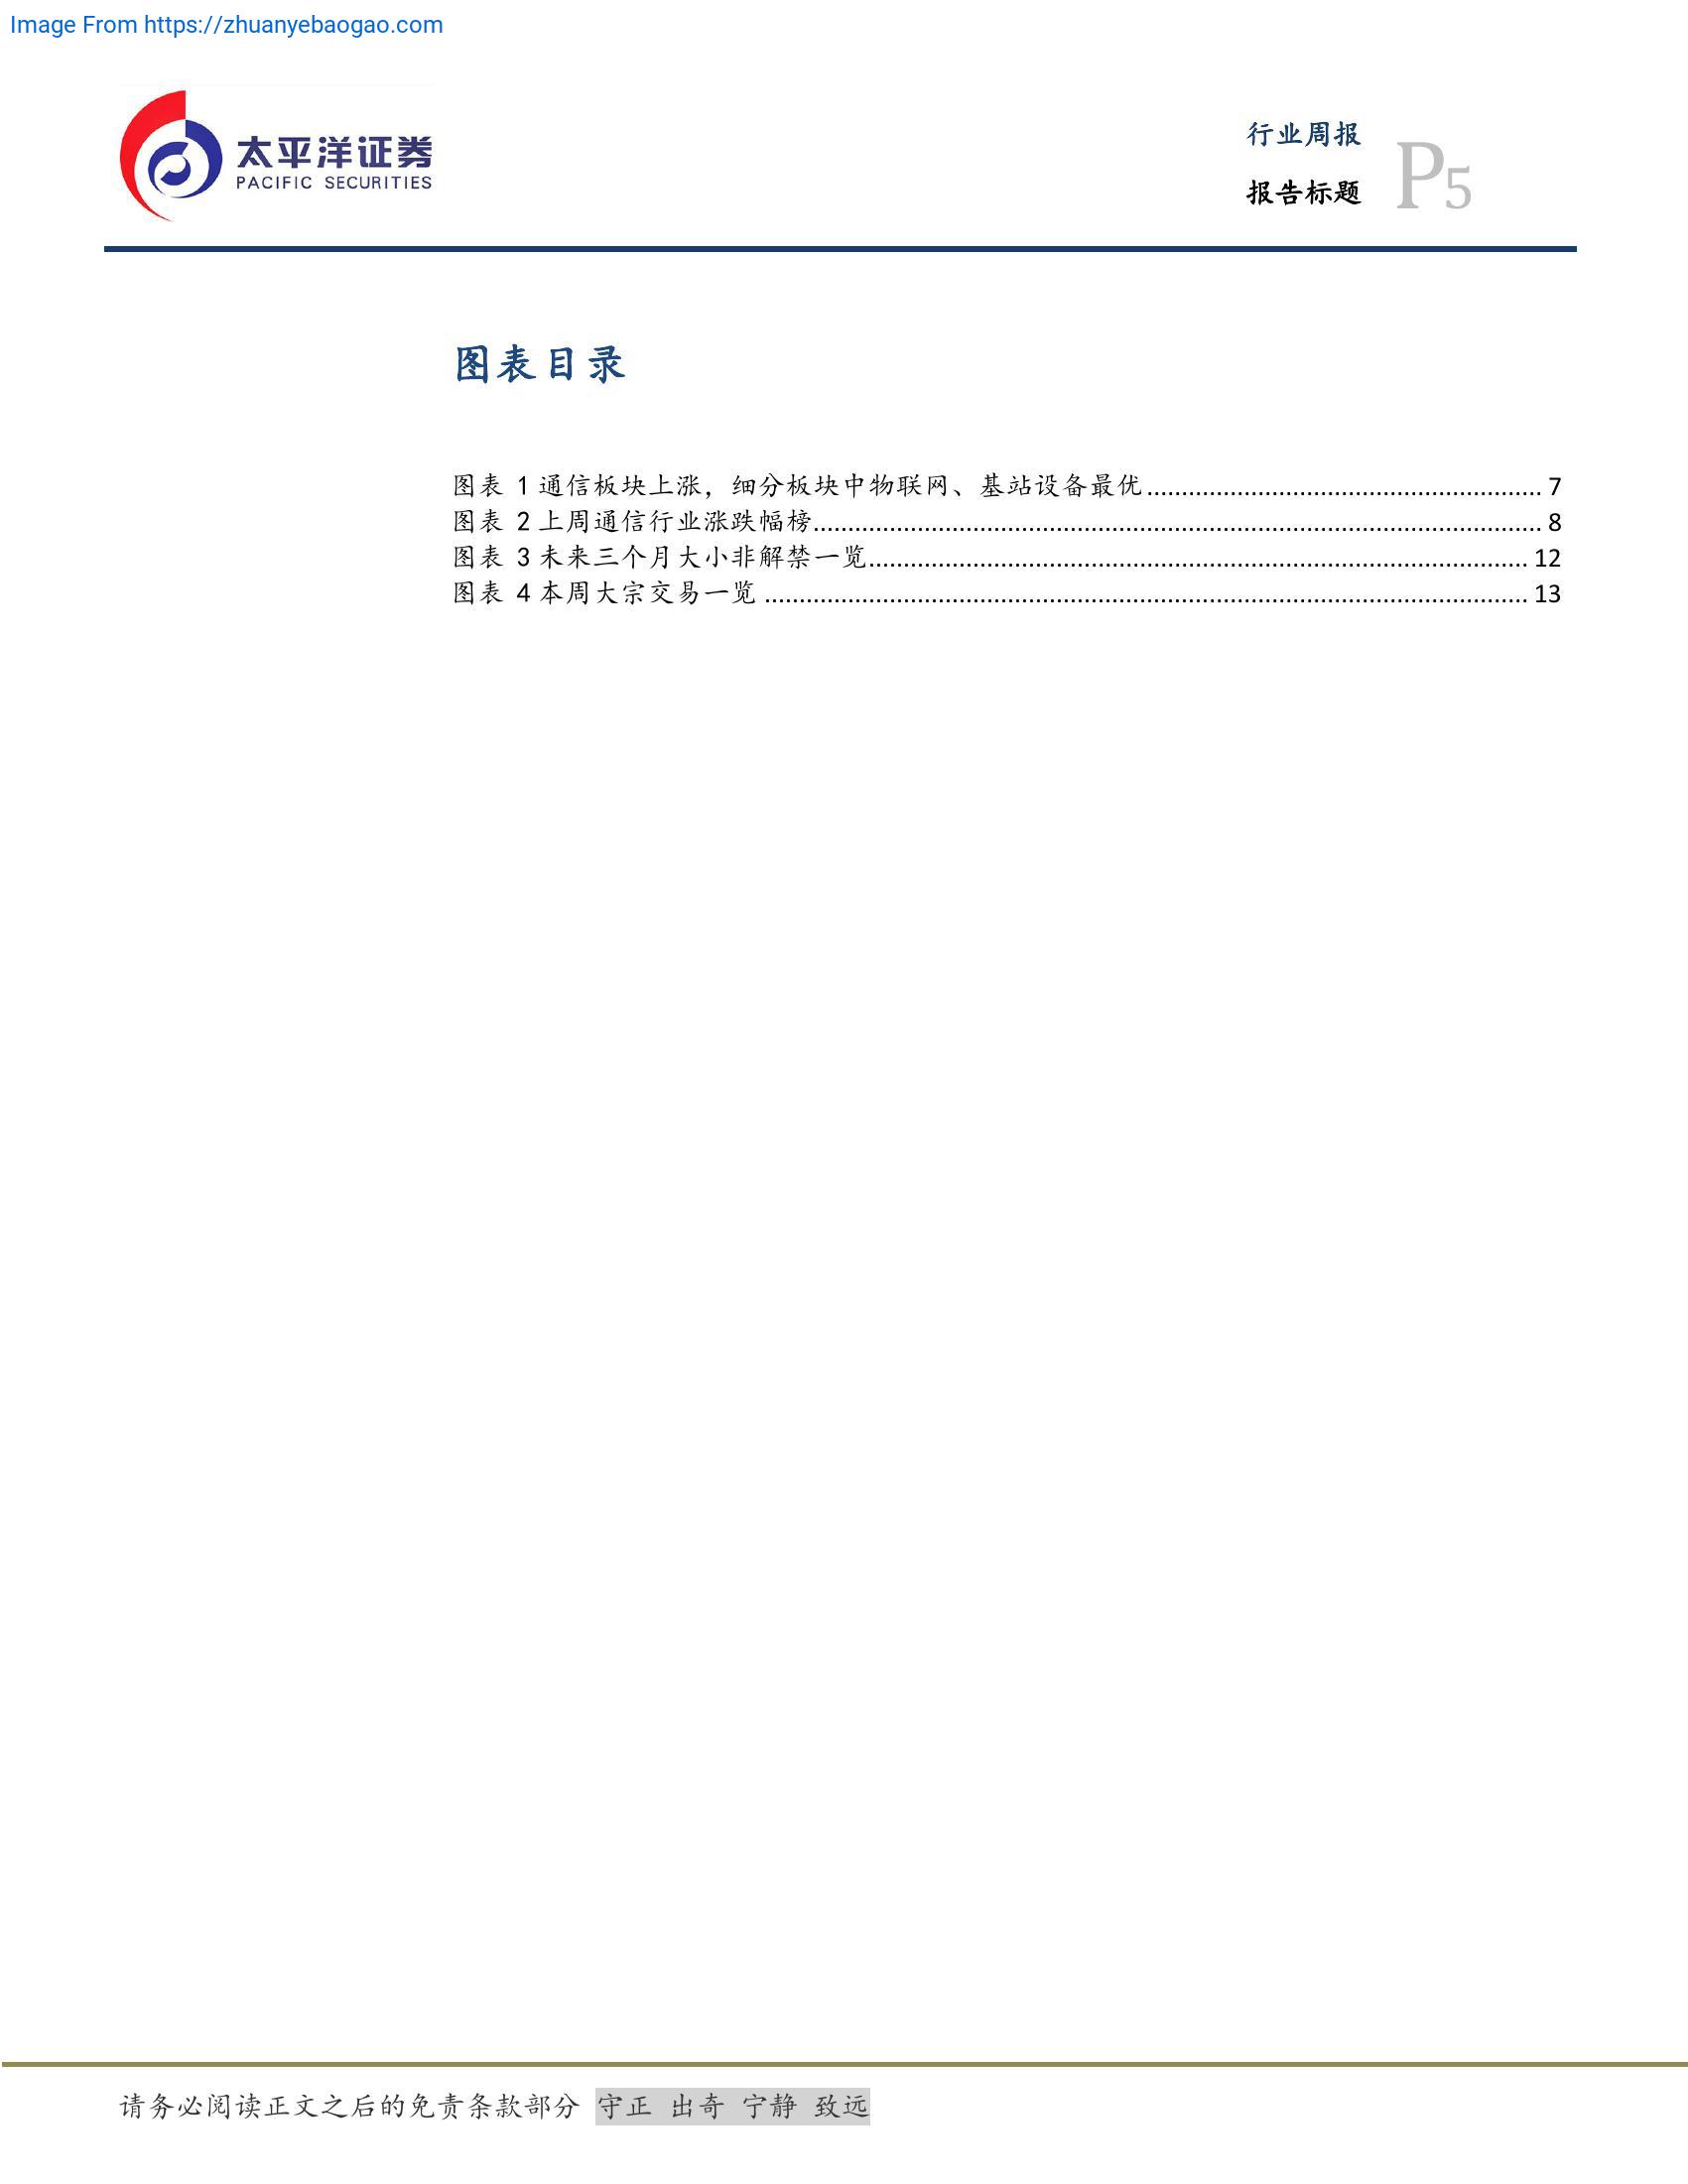 Image From https://zhuanyebaogao.com
太平洋证券
PACIFIC SECURITIES
行业周报
报告标题
P5
图表目录
图表 1 通信板块上涨，细分板块中物联网、基站设备最优.......................................................... 7
图表 2 上周通信行业涨跌幅榜.......................................................................................................... 8
图表 3 未来三个月大小非解禁一览................................................................................................ 12
图表 4 本周大宗交易一览 ............................................................................................................... 13
请务必阅读正文之后的免责条款部分 守正 出奇 宁静 致远